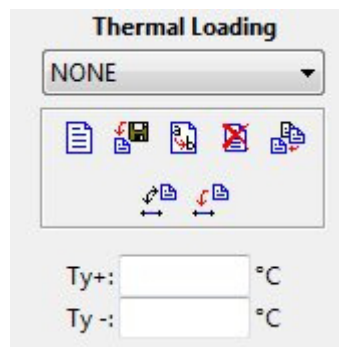 Thermal Loading
NONE
a
b
Ty+: °C
Ty -: °C